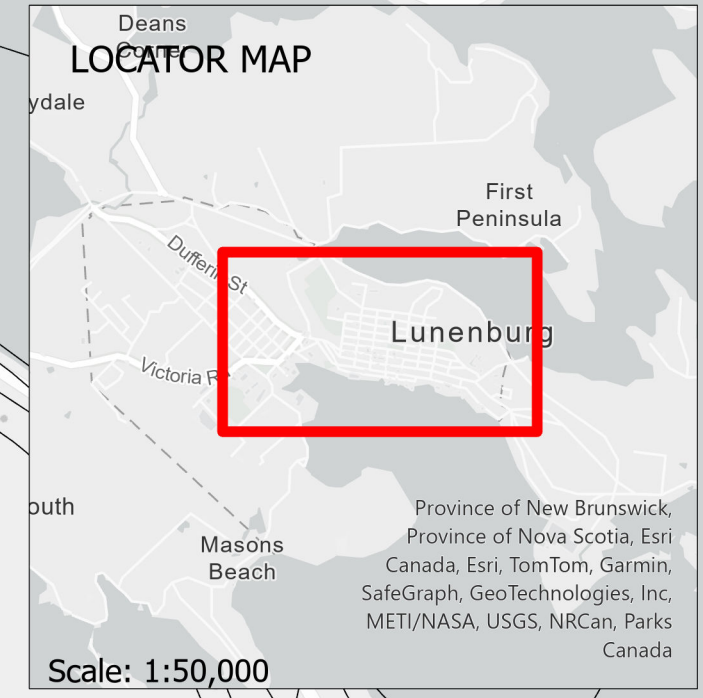 Deans
Corner
LOCATOR MAP
ydale
First
Peninsula
Dufferin St
Lunenburg
Victoria R
outh
Province of New Brunswick,
Province of Nova Scotia, Esri
Canada, Esri, TomTom, Garmin,
SafeGraph, GeoTechnologies, Inc,
METI/NASA, USGS, NRCan, Parks
Canada
Masons
Beach
Scale: 1:50,000